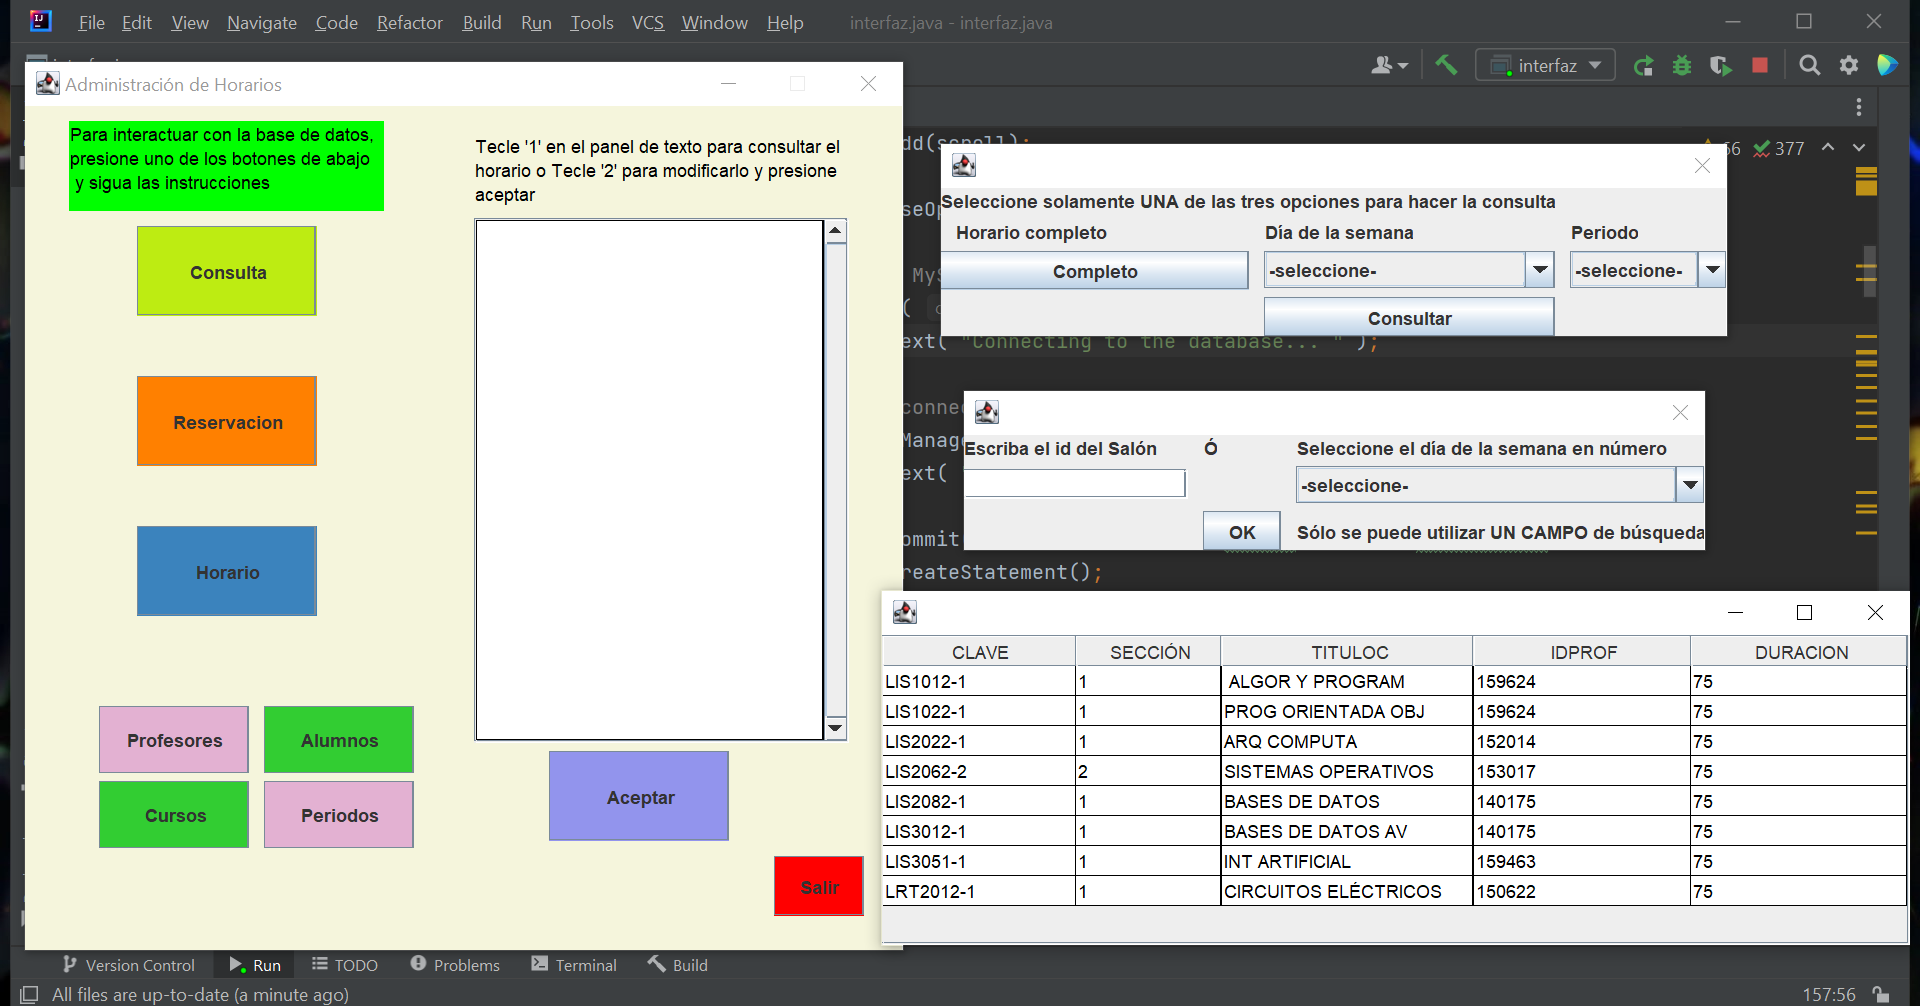 File Edit View Navigate Code Refactor Build Run Tools VCS Window Help interfaz.java - interfaz.java
interfaz
Administración de Horarios
Para interactuar con la base de datos,
presione uno de los botones de abajo
y sigua las instrucciones
Consulta
Reservacion
Horario
Profesores Alumnos
Cursos Periodos
Tecle '1' en el panel de texto para consultar el
horario o Tecle '2' para modificarlo y presione
aceptar
Aceptar
Salir
66 377
Seleccione solamente UNA de las tres opciones para hacer la consulta
Horario completo Día de la semana Periodo
Completo -seleccione- -seleccione-
Consultar
ext( "Connecting to the database... " );
connec
Manage
ext(
Escriba el id del Salón Ó Seleccione el día de la semana en número
-seleccione-
OK Sólo se puede utilizar UN CAMPO de búsqueda
ommit
reateStatement();
CLAVE SECCIÓN TITULOC IDPROF DURACION
LIS1012-1 1 ALGOR Y PROGRAM 159624 75
LIS1022-1 1 PROG ORIENTADA OBJ 159624 75
LIS2022-1 1 ARQ COMPUTA 152014 75
LIS2062-2 2 SISTEMAS OPERATIVOS 153017 75
LIS2082-1 1 BASES DE DATOS 140175 75
LIS3012-1 1 BASES DE DATOS AV 140175 75
LIS3051-1 1 INT ARTIFICIAL 159463 75
LRT2012-1 1 CIRCUITOS ELÉCTRICOS 150622 75
Version Control Run TODO Problems Terminal Build
All files are up-to-date (a minute ago) 157:56